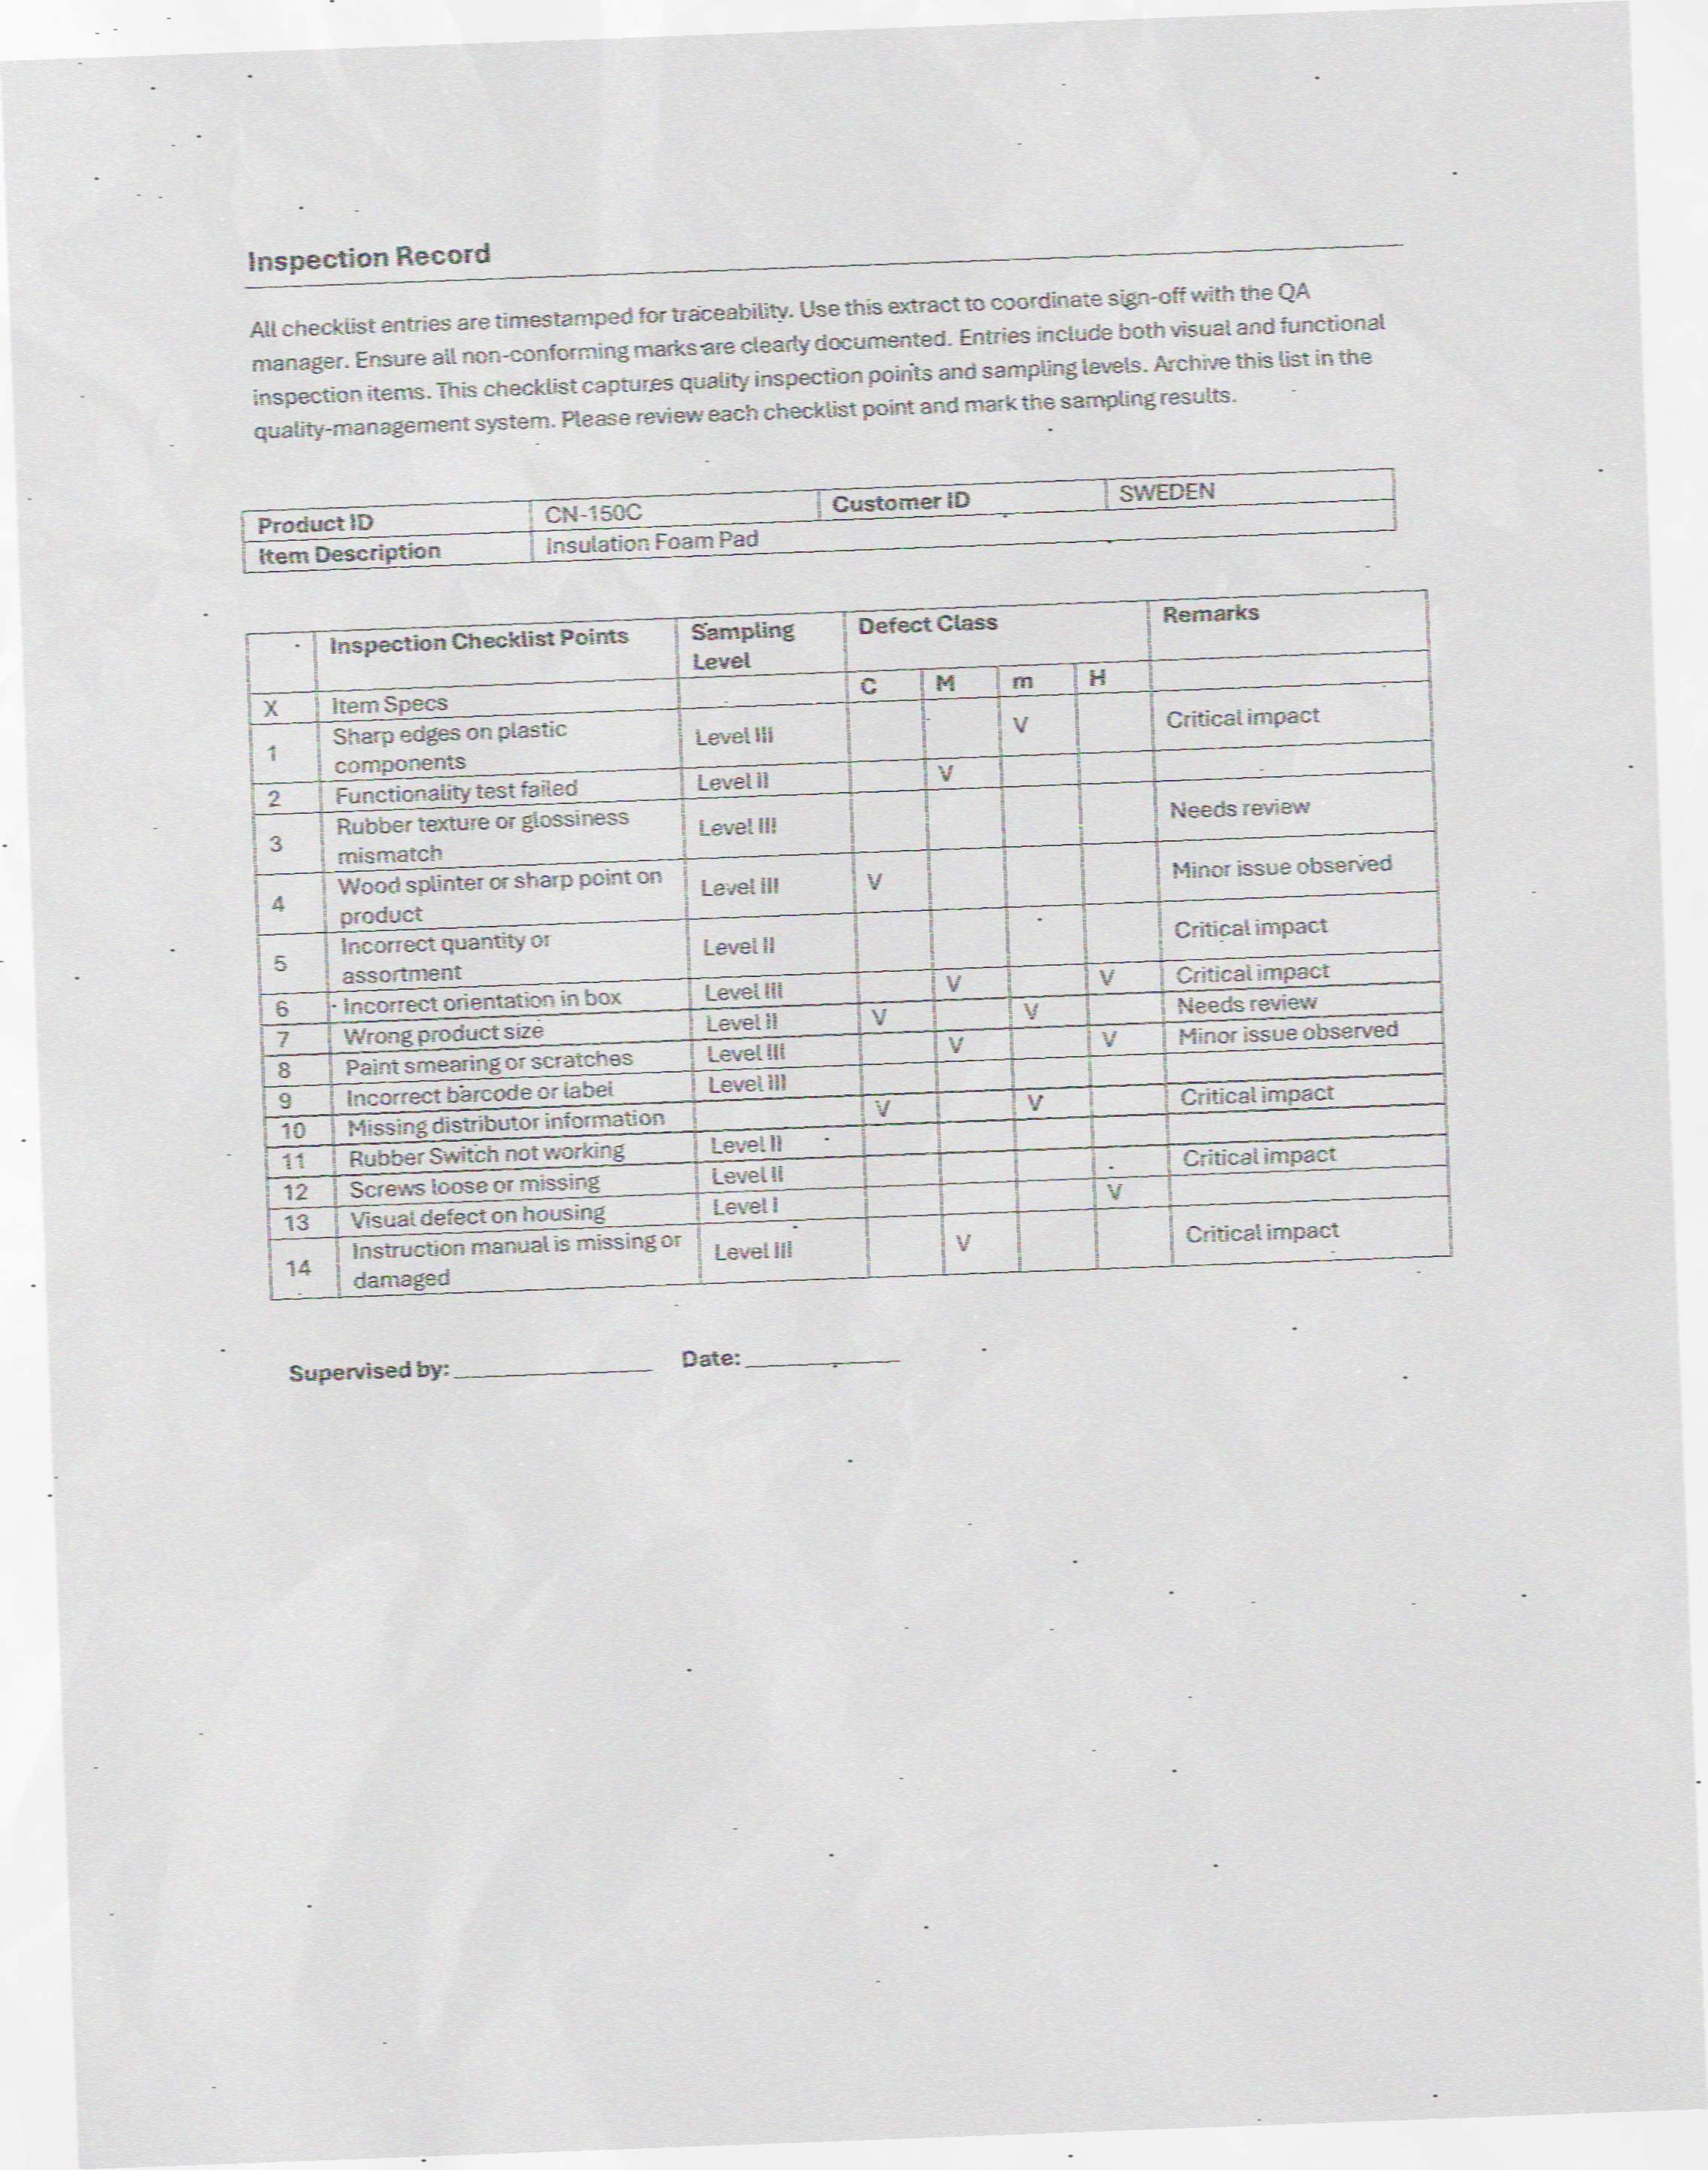 Inspection Record
All checklist entries are timestamped for traceability. Use this extract to coordinate sign-off with the QA
manager. Ensure all non-conforming marks are clearly documented. Entries include both visual and functional
inspection items. This checklist captures quality inspection points and sampling levels. Archive this list in the
quality-management system. Please review each checklist point and mark the sampling results.
Product ID CN-150C Customer ID SWEDEN
Item Description Insulation Foam Pad
Inspection Checklist Points Sampling Level Defect Class Remarks
X Item Specs C M m H
1 Sharp edges on plastic components Level III V Critical impact
2 Functionality test failed Level II V
3 Rubber texture or glossiness mismatch Level III Needs review
4 Wood splinter or sharp point on product Level III V Minor issue observed
5 Incorrect quantity or assortment Level II Critical impact
6 Incorrect orientation in box Level III V V Critical impact
7 Wrong product size Level II V V Needs review
8 Paint smearing or scratches Level III V V Minor issue observed
9 Incorrect barcode or label Level III
10 Missing distributor information V V Critical impact
11 Rubber Switch not working Level II
12 Screws loose or missing Level II Critical impact
13 Visual defect on housing Level I V
14 Instruction manual is missing or damaged Level III V Critical impact
Supervised by: Date: